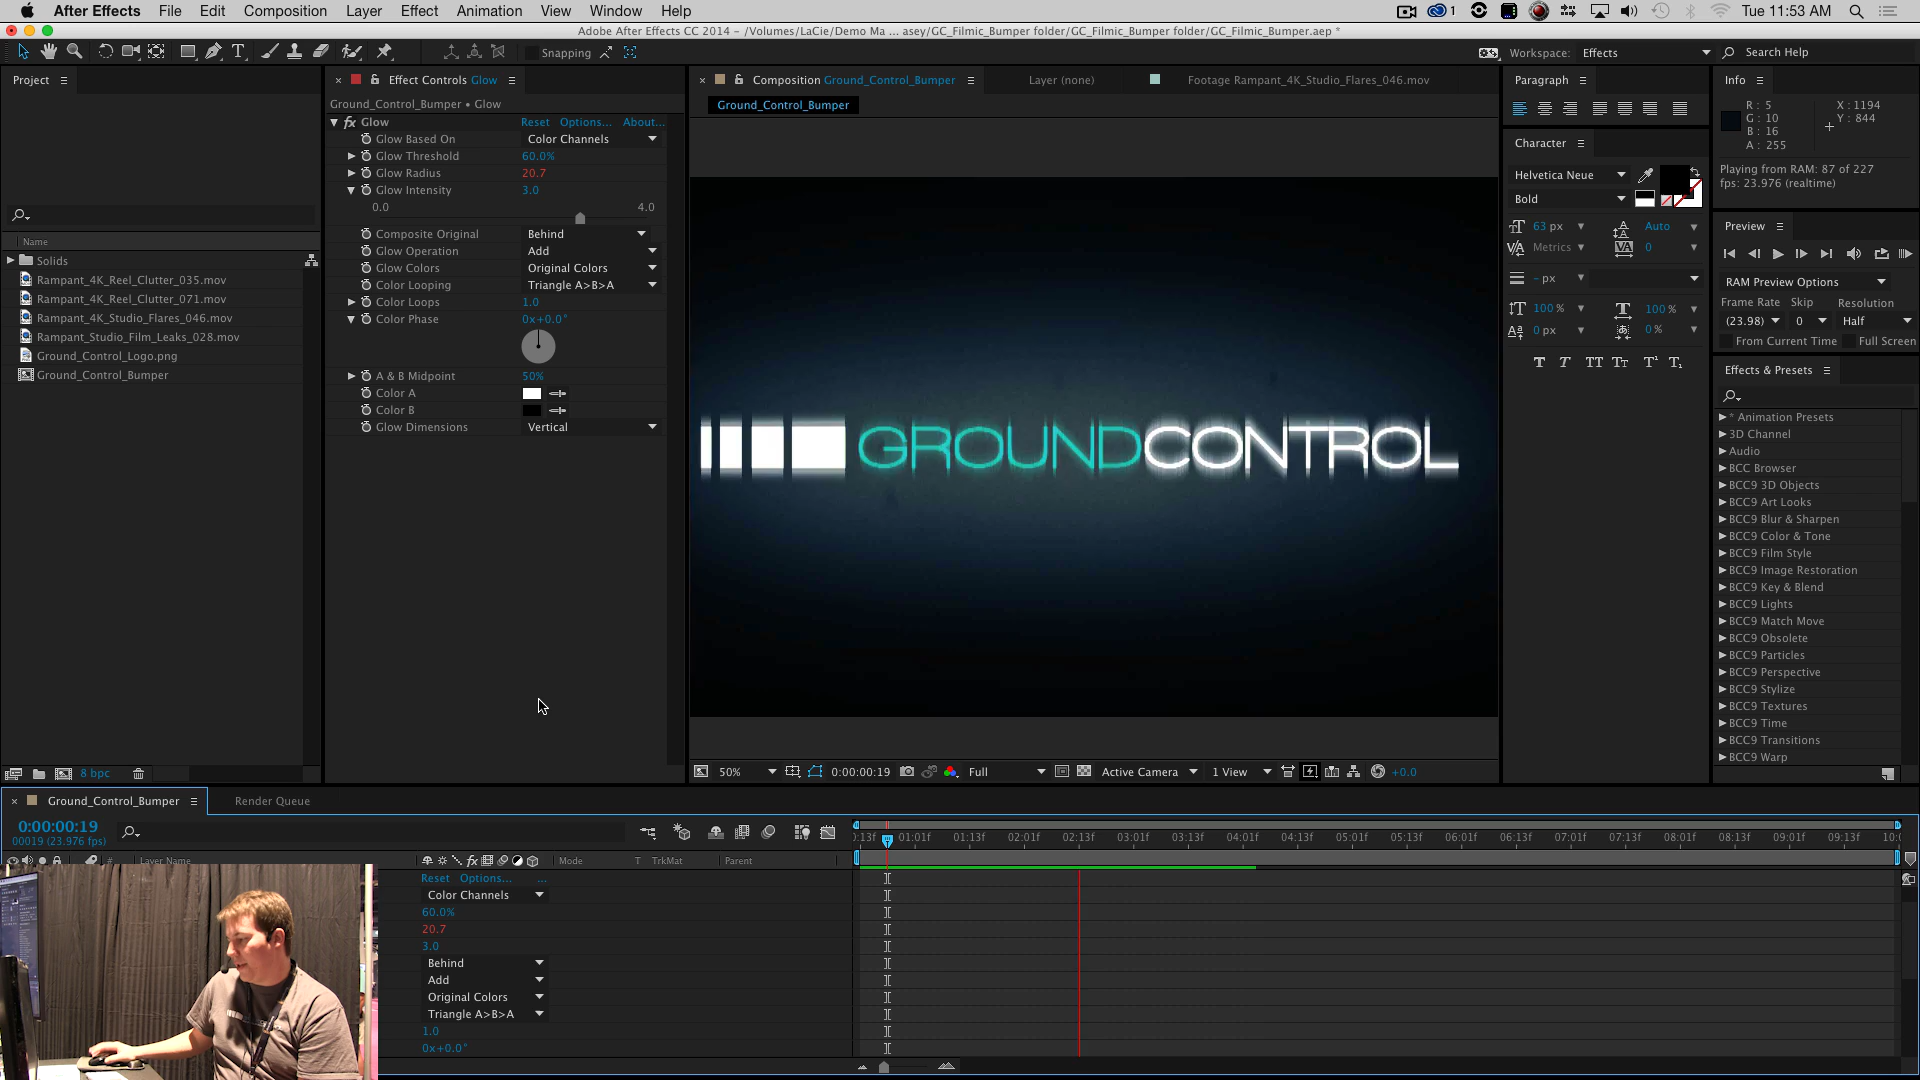 After Effects File Edit Composition Layer Effect Animation View Window Help 1 Tue 11:53 AM
Adobe After Effects CC 2014 - /Volumes/LaCie/Demo Ma ... asey/GC_Filmic_Bumper folder/GC_Filmic_Bumper folder/GC_Filmic_Bumper.aep *
Snapping Workspace: Effects Search Help
Project
Name
Solids
Rampant_4K_Reel_Clutter_035.mov
Rampant_4K_Reel_Clutter_071.mov
Rampant_4K_Studio_Flares_046.mov
Rampant_Studio_Film_Leaks_028.mov
Ground_Control_Logo.png
Ground_Control_Bumper
8 bpc
Effect Controls Glow
Ground_Control_Bumper • Glow
fx Glow Reset Options... About...
Glow Based On Color Channels
Glow Threshold 60.0%
Glow Radius 20.7
Glow Intensity 3.0
0.0 4.0
Composite Original Behind
Glow Operation Add
Glow Colors Original Colors
Color Looping Triangle A>B>A
Color Loops 1.0
Color Phase 0x+0.0°
A & B Midpoint 50%
Color A
Color B
Glow Dimensions Vertical
Composition Ground_Control_Bumper Layer (none) Footage Rampant_4K_Studio_Flares_046.mov
Ground_Control_Bumper
GROUNDCONTROL
50% 0:00:00:19 Full Active Camera 1 View +0.0
Paragraph
Character
Helvetica Neue
Bold
63 px Auto
Metrics 0
- px
100 % 100 %
0 px 0 %
T T TT Tt T¹ T₁
Info
R : 5 X : 1194
G : 10 Y : 844
B : 16
A : 255
Playing from RAM: 87 of 227
fps: 23.976 (realtime)
Preview
RAM Preview Options
Frame Rate Skip Resolution
(23.98) 0 Half
From Current Time Full Screen
Effects & Presets
* Animation Presets
3D Channel
Audio
BCC Browser
BCC9 3D Objects
BCC9 Art Looks
BCC9 Blur & Sharpen
BCC9 Color & Tone
BCC9 Film Style
BCC9 Image Restoration
BCC9 Key & Blend
BCC9 Lights
BCC9 Match Move
BCC9 Obsolete
BCC9 Particles
BCC9 Perspective
BCC9 Stylize
BCC9 Textures
BCC9 Time
BCC9 Transitions
BCC9 Warp
Ground_Control_Bumper Render Queue
0:00:00:19
00019 (23.976 fps)
:13f 01:01f 01:13f 02:01f 02:13f 03:01f 03:13f 04:01f 04:13f 05:01f 05:13f 06:01f 06:13f 07:01f 07:13f 08:01f 08:13f 09:01f 09:13f 10:0
# Layer Name fx Mode T TrkMat Parent
Reset Options... ...
Color Channels
60.0%
20.7
3.0
Behind
Add
Original Colors
Triangle A>B>A
1.0
0x+0.0°